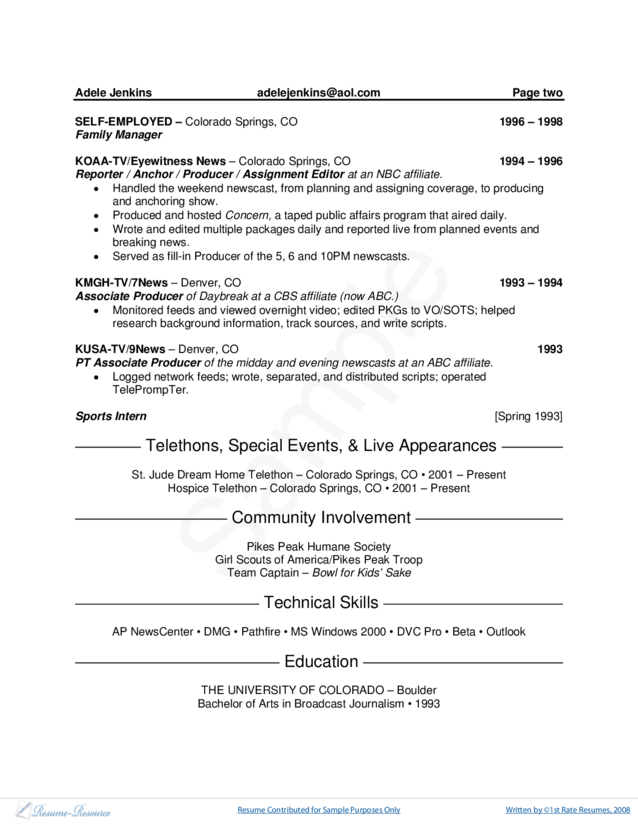 Adele Jenkins adelejenkins@aol.com Page two
SELF-EMPLOYED – Colorado Springs, CO 1996 – 1998
Family Manager
KOAA-TV/Eyewitness News – Colorado Springs, CO 1994 – 1996
Reporter / Anchor / Producer / Assignment Editor at an NBC affiliate.
• Handled the weekend newscast, from planning and assigning coverage, to producing
and anchoring show.
• Produced and hosted Concern, a taped public affairs program that aired daily.
• Wrote and edited multiple packages daily and reported live from planned events and
breaking news.
• Served as fill-in Producer of the 5, 6 and 10PM newscasts.
KMGH-TV/7News – Denver, CO 1993 – 1994
Associate Producer of Daybreak at a CBS affiliate (now ABC.)
• Monitored feeds and viewed overnight video; edited PKGs to VO/SOTS; helped
research background information, track sources, and write scripts.
KUSA-TV/9News – Denver, CO 1993
PT Associate Producer of the midday and evening newscasts at an ABC affiliate.
• Logged network feeds; wrote, separated, and distributed scripts; operated
TelePrompTer.
Sports Intern [Spring 1993]
Telethons, Special Events, & Live Appearances
St. Jude Dream Home Telethon – Colorado Springs, CO • 2001 – Present
Hospice Telethon – Colorado Springs, CO • 2001 – Present
Community Involvement
Pikes Peak Humane Society
Girl Scouts of America/Pikes Peak Troop
Team Captain – Bowl for Kids' Sake
Technical Skills
AP NewsCenter • DMG • Pathfire • MS Windows 2000 • DVC Pro • Beta • Outlook
Education
THE UNIVERSITY OF COLORADO – Boulder
Bachelor of Arts in Broadcast Journalism • 1993
Sample
Resume-Resource Resume Contributed for Sample Purposes Only Written by ©1st Rate Resumes, 2008